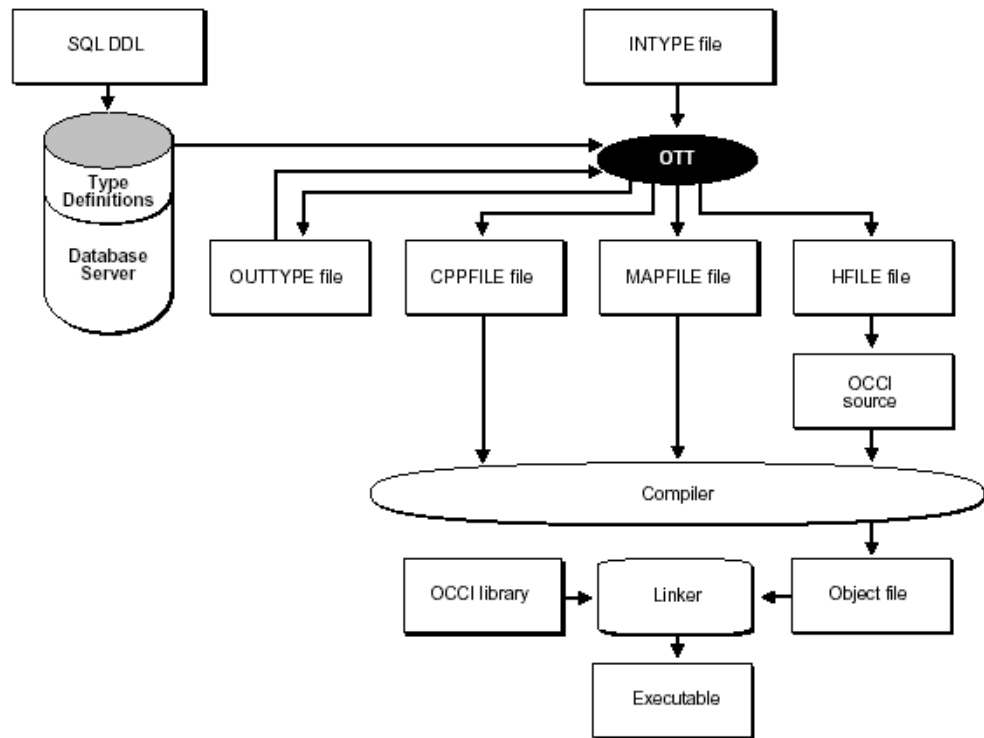 SQL DDL
INTYPE file
OTT
Type
Definitions
Database
Server
OUTTYPE file
CPPFILE file
MAPFILE file
HFILE file
OCCI
source
Compiler
OCCI library
Linker
Object file
Executable